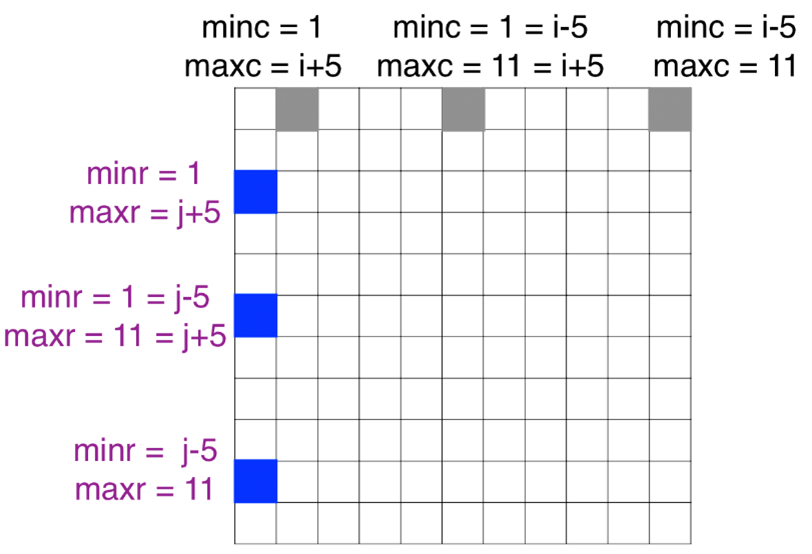 minc = 1
maxc = i+5
minc = 1 = i-5
maxc = 11 = i+5
minc = i-5
maxc = 11
minr = 1
maxr = j+5
minr = 1 = j-5
maxr = 11 = j+5
minr =  j-5
maxr = 11